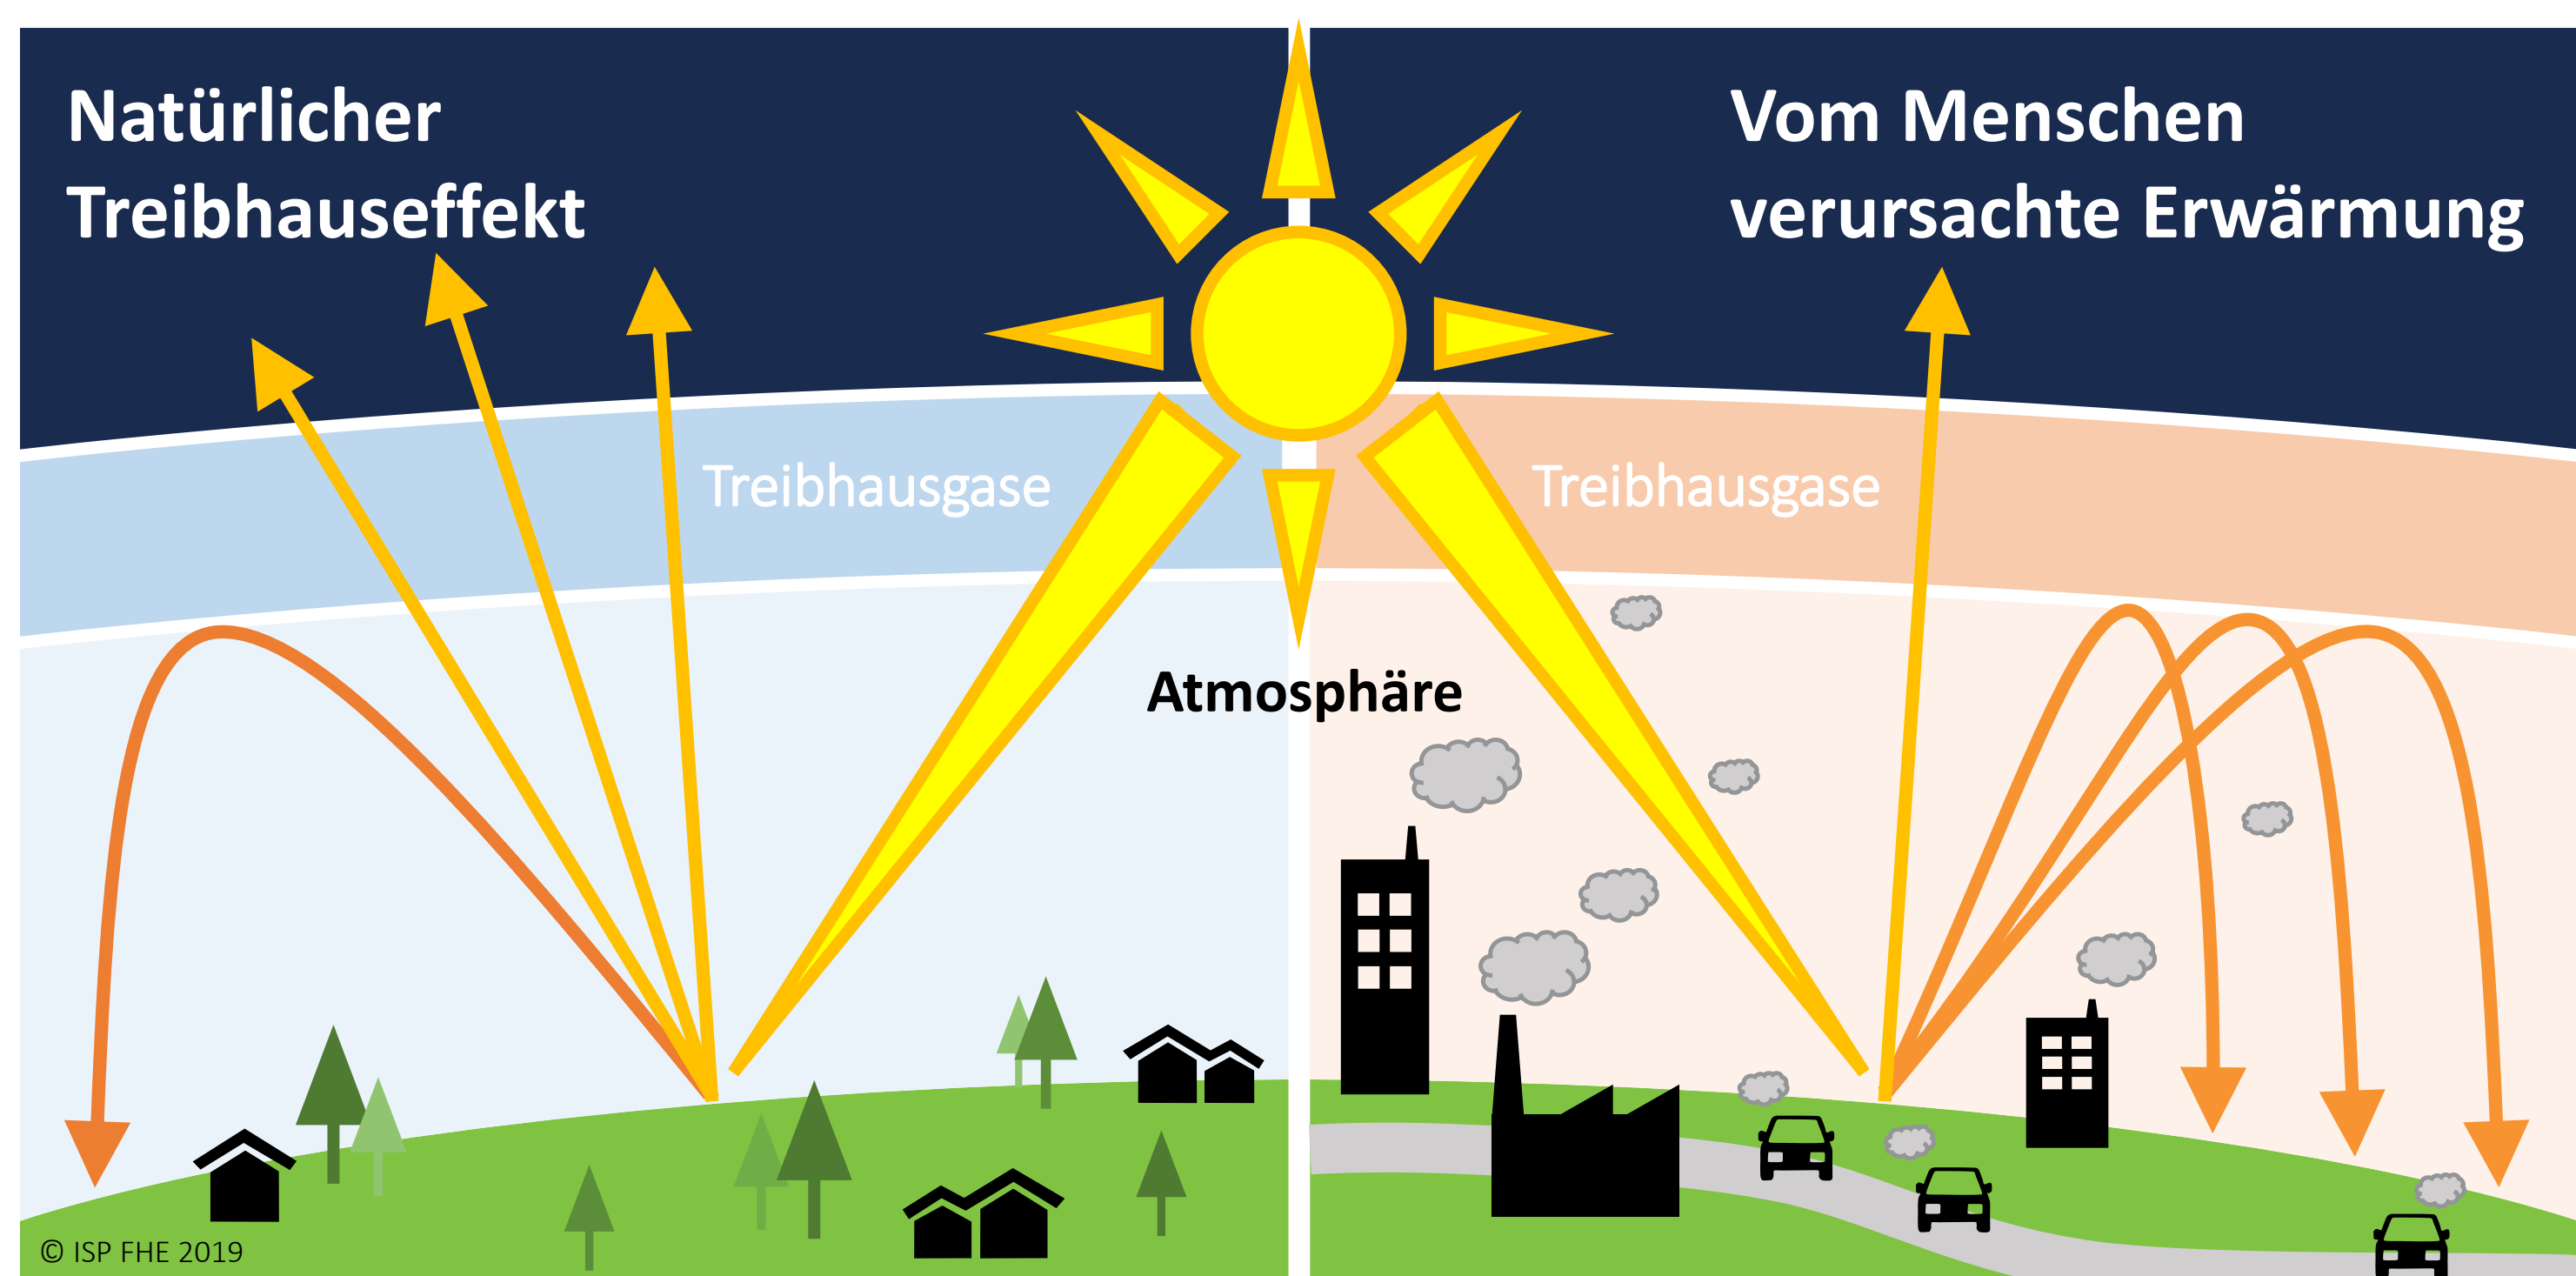 Natürlicher
Treibhauseffekt
Vom Menschen
verursachte Erwärmung
Treibhausgase
Treibhausgase
Atmosphäre
© ISP FHE 2019